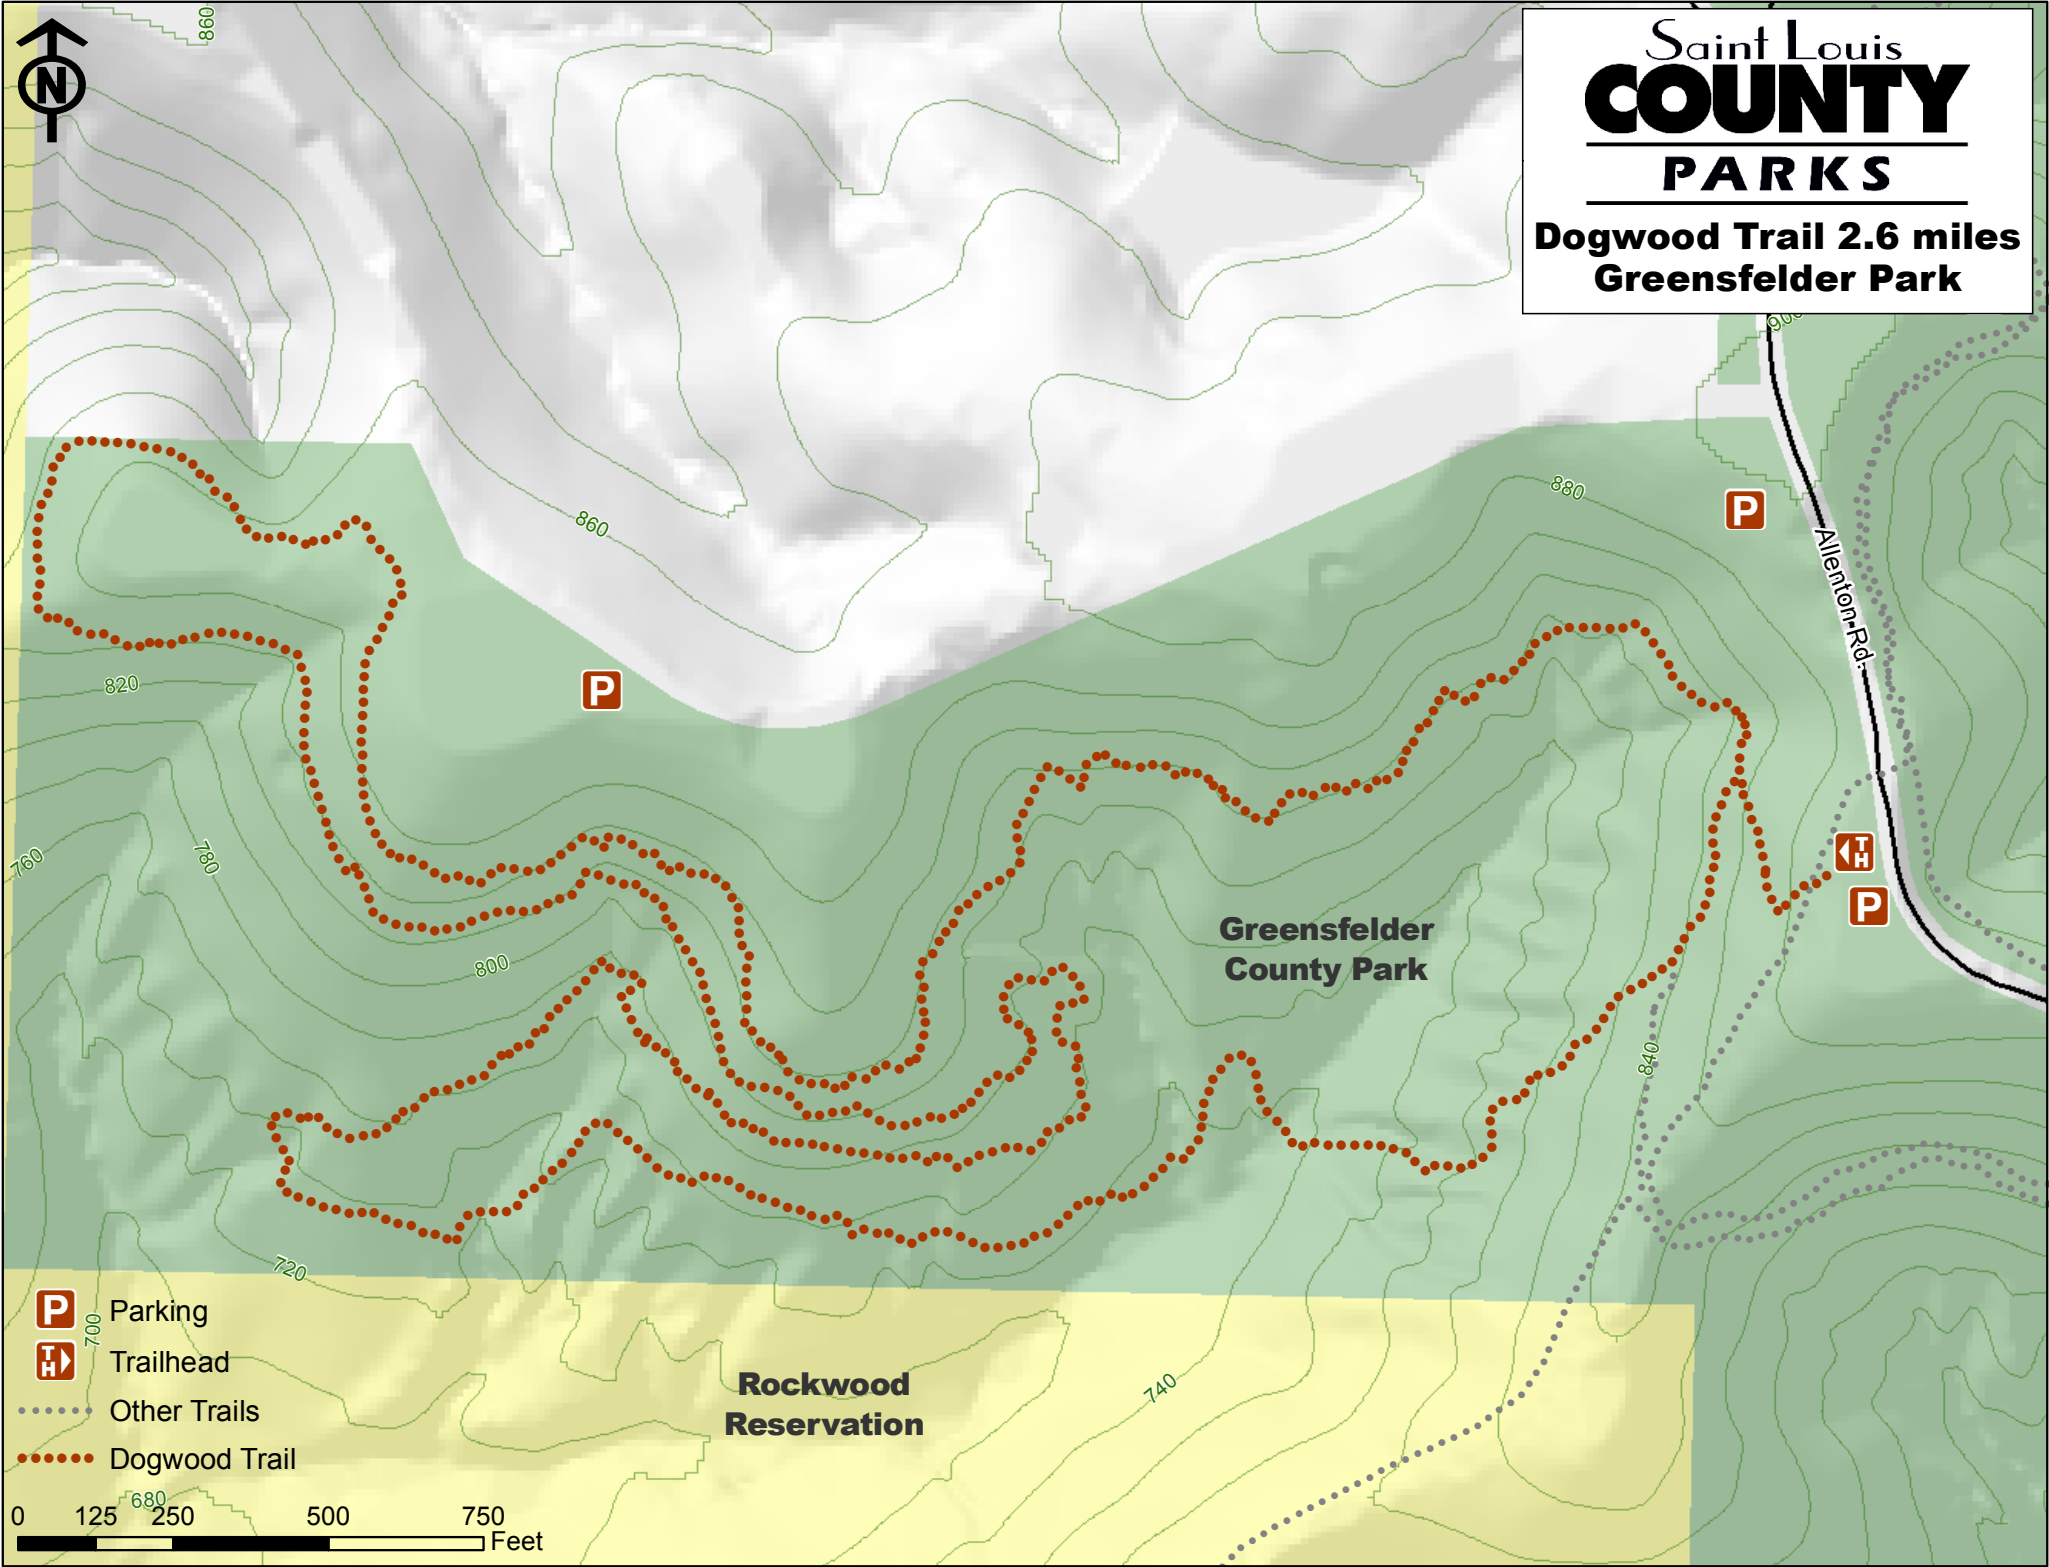 860
N
Saint Louis
COUNTY
PARKS
Dogwood Trail 2.6 miles
Greensfelder Park
900
880
P
860
Allenton Rd.
P
820
780
760
TH
P
Greensfelder
County Park
800
840
720
P Parking
700
TH Trailhead
Rockwood
Reservation
740
Other Trails
Dogwood Trail
680
0 125 250 500 750
Feet